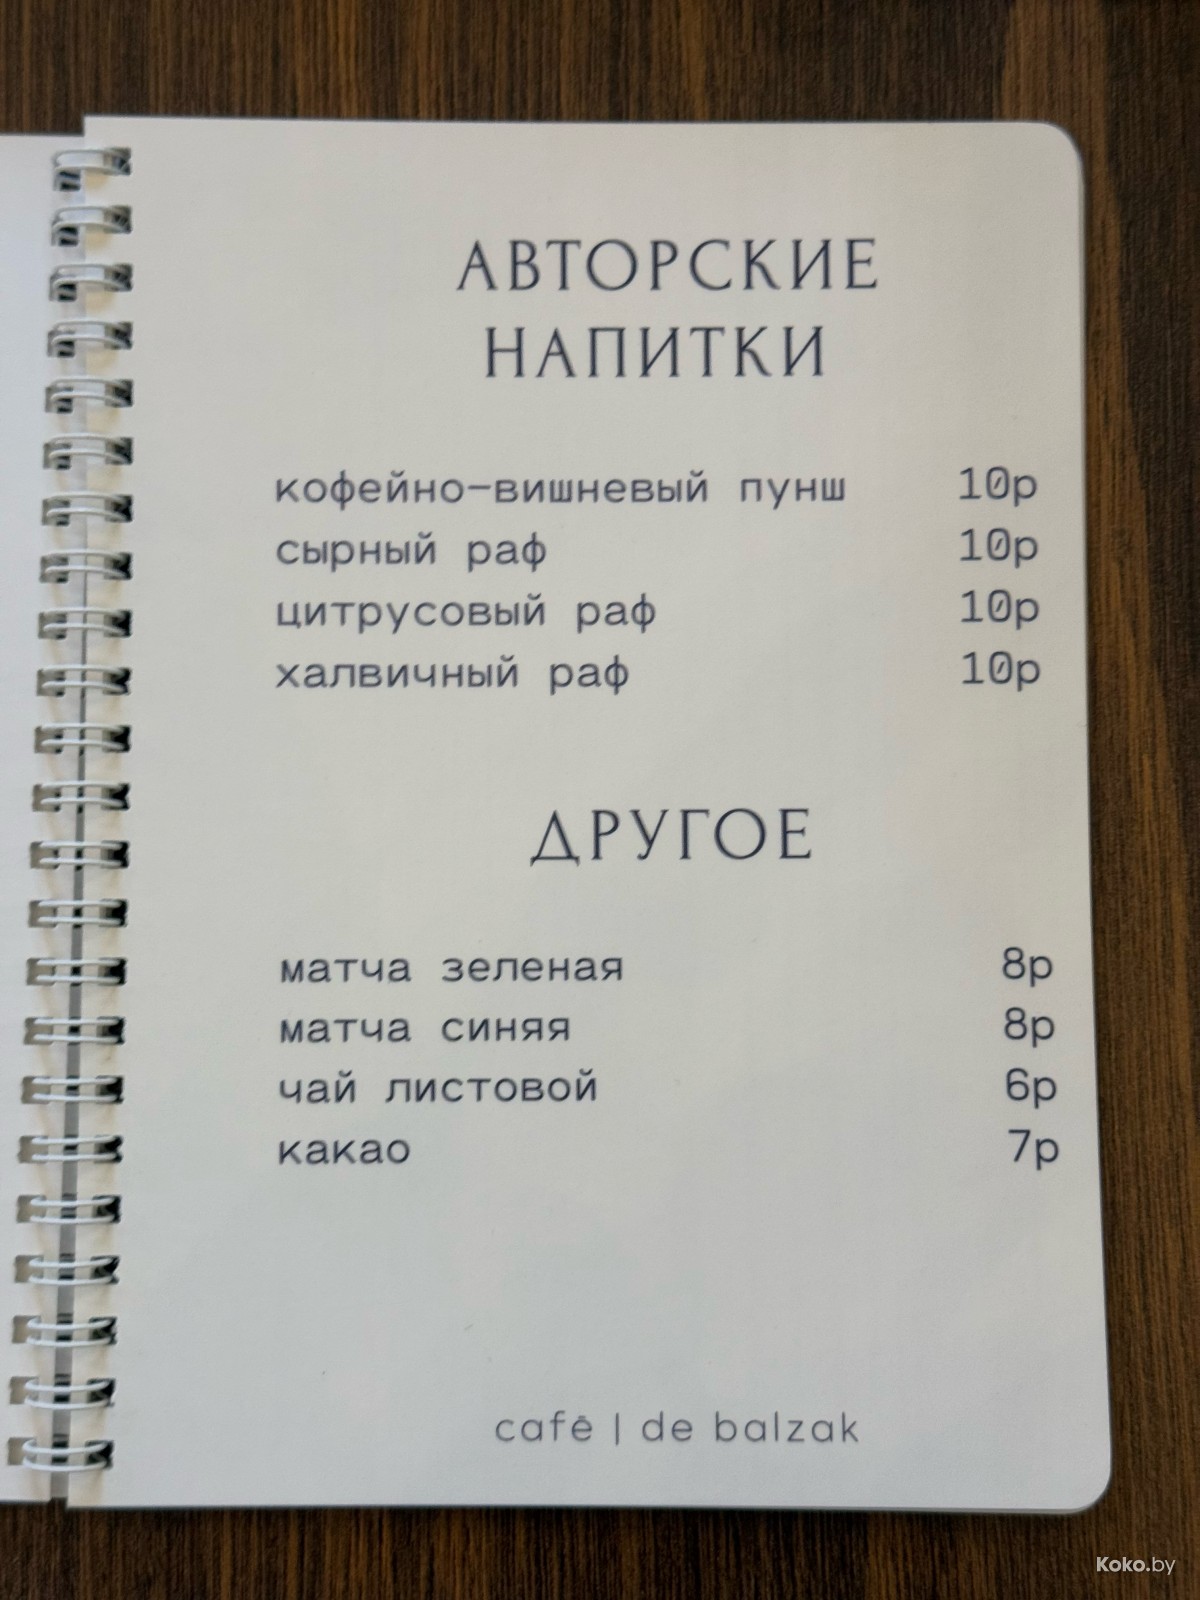 АВТОРСКИЕ
НАПИТКИ
кофейно-вишневый пунш 10р
сырный раф 10р
цитрусовый раф 10р
халвичный раф 10р
ДРУГОЕ
матча зеленая 8р
матча синяя 8р
чай листовой 6р
какао 7р
cafē | de balzak
Koko.by